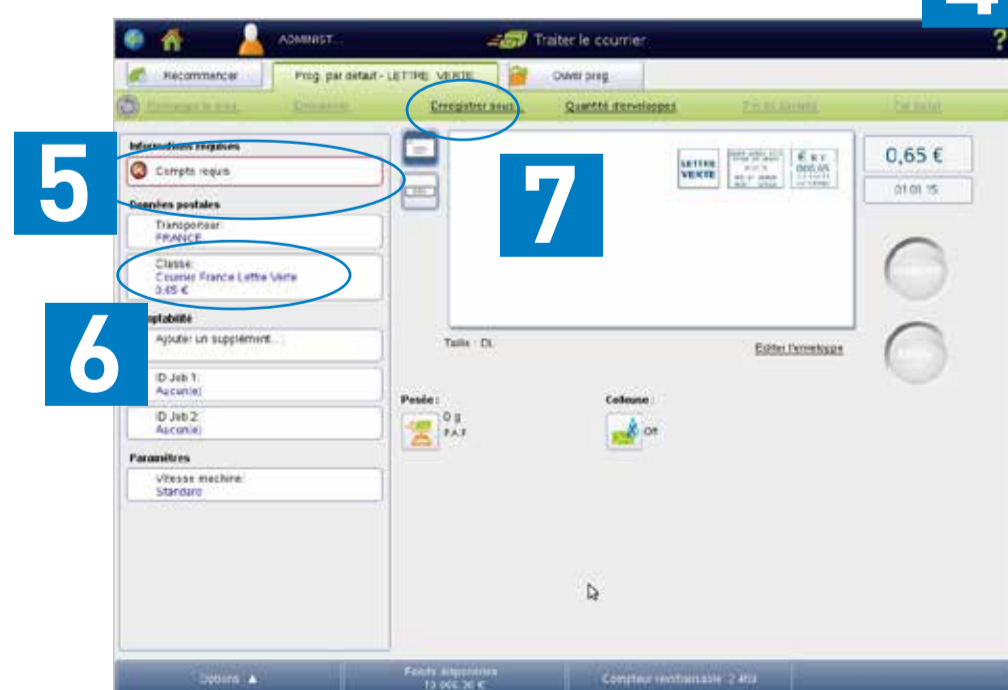 4
ADMINIST...
Traiter le courrier
?
Recommencer
Prog. par défaut - LETTRE VERTE
Ouvrir prog.
Enregistrer sous...
Quantité d'enveloppes
5
Informations requises
Compte requis
7
LETTRE
VERTE
0,65 €
01 01 15
Données postales
Transporteur:
FRANCE
Classe:
Courrier France Lettre Verte
0.65 €
6
Ajouter un supplément...:
Taille : DL
Editer l'enveloppe
ID Job 1:
Aucun(e)
ID Job 2:
Aucun(e)
Pesée :
0 g
P.A.F
Colleuse :
Off
Paramètres
Vitesse machine:
Standard
Options
Fonds disponibles